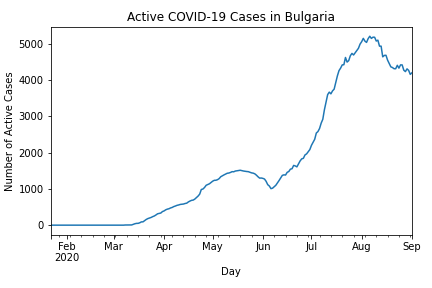 Active COVID-19 Cases in Bulgaria
Number of Active Cases
5000
4000
3000
2000
1000
0
Feb Mar Apr May Jun Jul Aug Sep
2020
Day